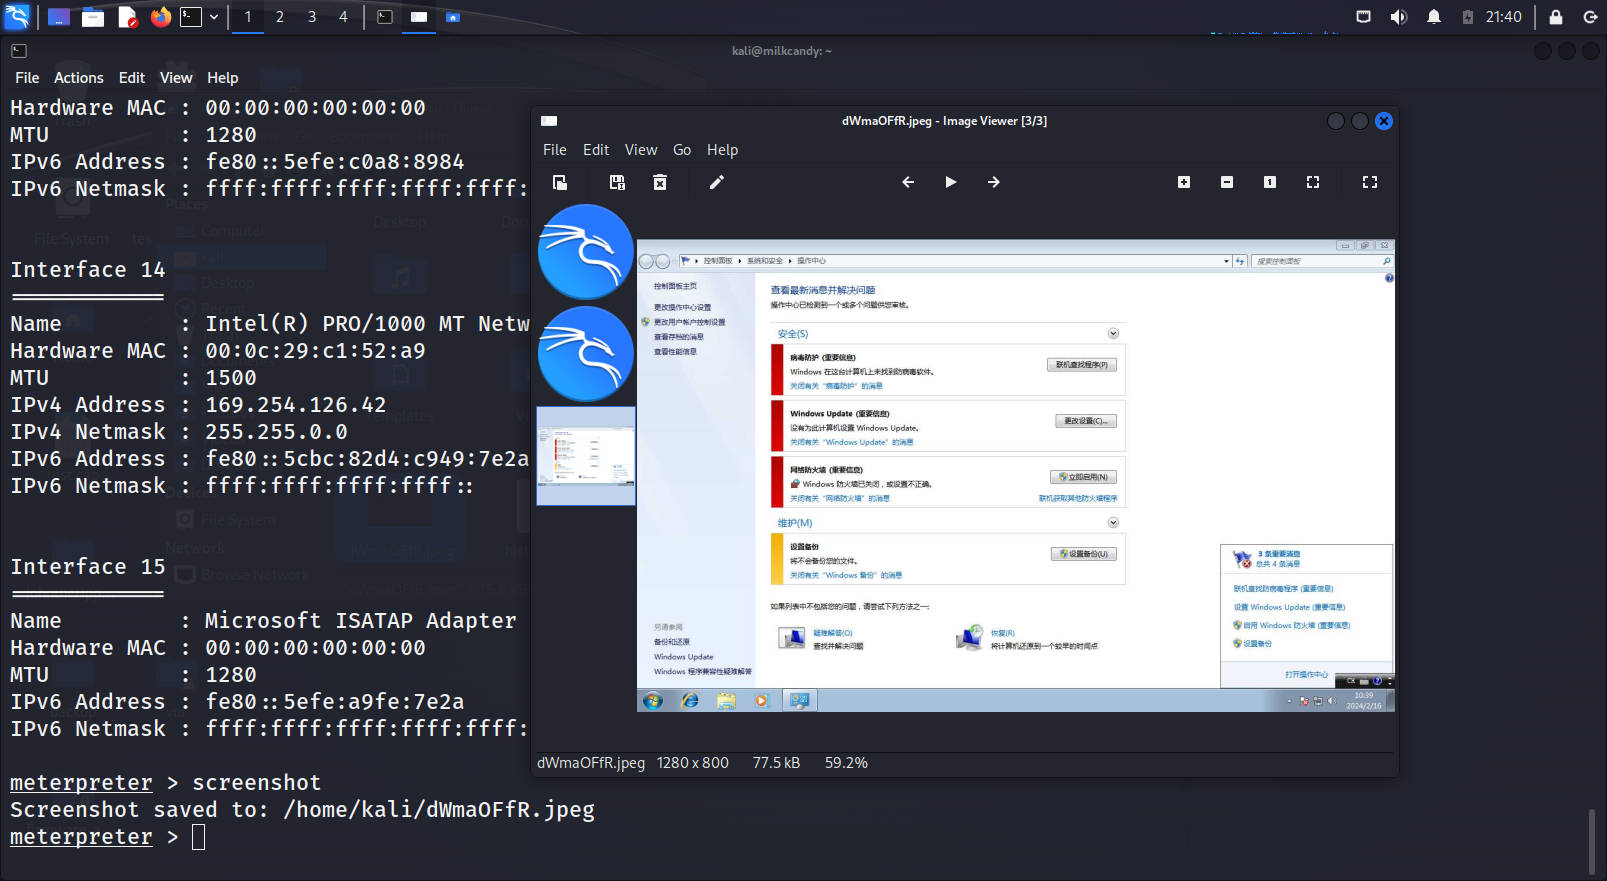 1
2
3
4
21:40
kali@milkcandy: ~
File Actions Edit View Help
Hardware MAC : 00:00:00:00:00:00
MTU : 1280
IPv6 Address : fe80::5efe:c0a8:8984
IPv6 Netmask : ffff:ffff:ffff:ffff:ffff:
Interface 14
============
Name : Intel(R) PRO/1000 MT Netw
Hardware MAC : 00:0c:29:c1:52:a9
MTU : 1500
IPv4 Address : 169.254.126.42
IPv4 Netmask : 255.255.0.0
IPv6 Address : fe80::5cbc:82d4:c949:7e2a
IPv6 Netmask : ffff:ffff:ffff:ffff::
Interface 15
============
Name : Microsoft ISATAP Adapter
Hardware MAC : 00:00:00:00:00:00
MTU : 1280
IPv6 Address : fe80::5efe:a9fe:7e2a
IPv6 Netmask : ffff:ffff:ffff:ffff:ffff:
meterpreter > screenshot
Screenshot saved to: /home/kali/dWmaOFfR.jpeg
meterpreter >
Places
Computer
Desktop
File System
Network
Browse Network
File System
Desktop
dWmaOFfR.jpeg - Image Viewer [3/3]
File Edit View Go Help
控制面板 ▸ 系统和安全 ▸ 操作中心
搜索控制面板
控制面板主页
更改操作中心设置
更改用户帐户控制设置
查看存档的消息
查看性能信息
查看最新消息并解决问题
操作中心已检测到一个或多个问题供您审核。
安全(S)
病毒防护 (重要信息)
Windows 在这台计算机上未找到防病毒软件。
关闭有关“病毒防护”的消息
联机查找程序(P)
Windows Update (重要信息)
没有为此计算机设置 Windows Update。
关闭有关“Windows Update”的消息
更改设置(C)...
网络防火墙 (重要信息)
Windows 防火墙已关闭，或设置不正确。
关闭有关“网络防火墙”的消息
立即启用(N)
联机获取其他防火墙程序
维护(M)
设置备份
将不会备份您的文件。
关闭有关“Windows 备份”的消息
设置备份(U)
如果列表中不包括您的问题，请尝试下列方法之一:
疑难解答(O)
查找并解决问题
恢复(R)
将计算机还原到一个较早的时间点
另请参阅
备份和还原
Windows Update
Windows 程序兼容性疑难解答
3 条重要消息
总共 4 条消息
联机查找防病毒程序 (重要信息)
设置 Windows Update (重要信息)
启用 Windows 防火墙 (重要信息)
设置备份
打开操作中心
CK
10:39
2024/2/16
dWmaOFfR.jpeg 1280 x 800 77.5 kB 59.2%